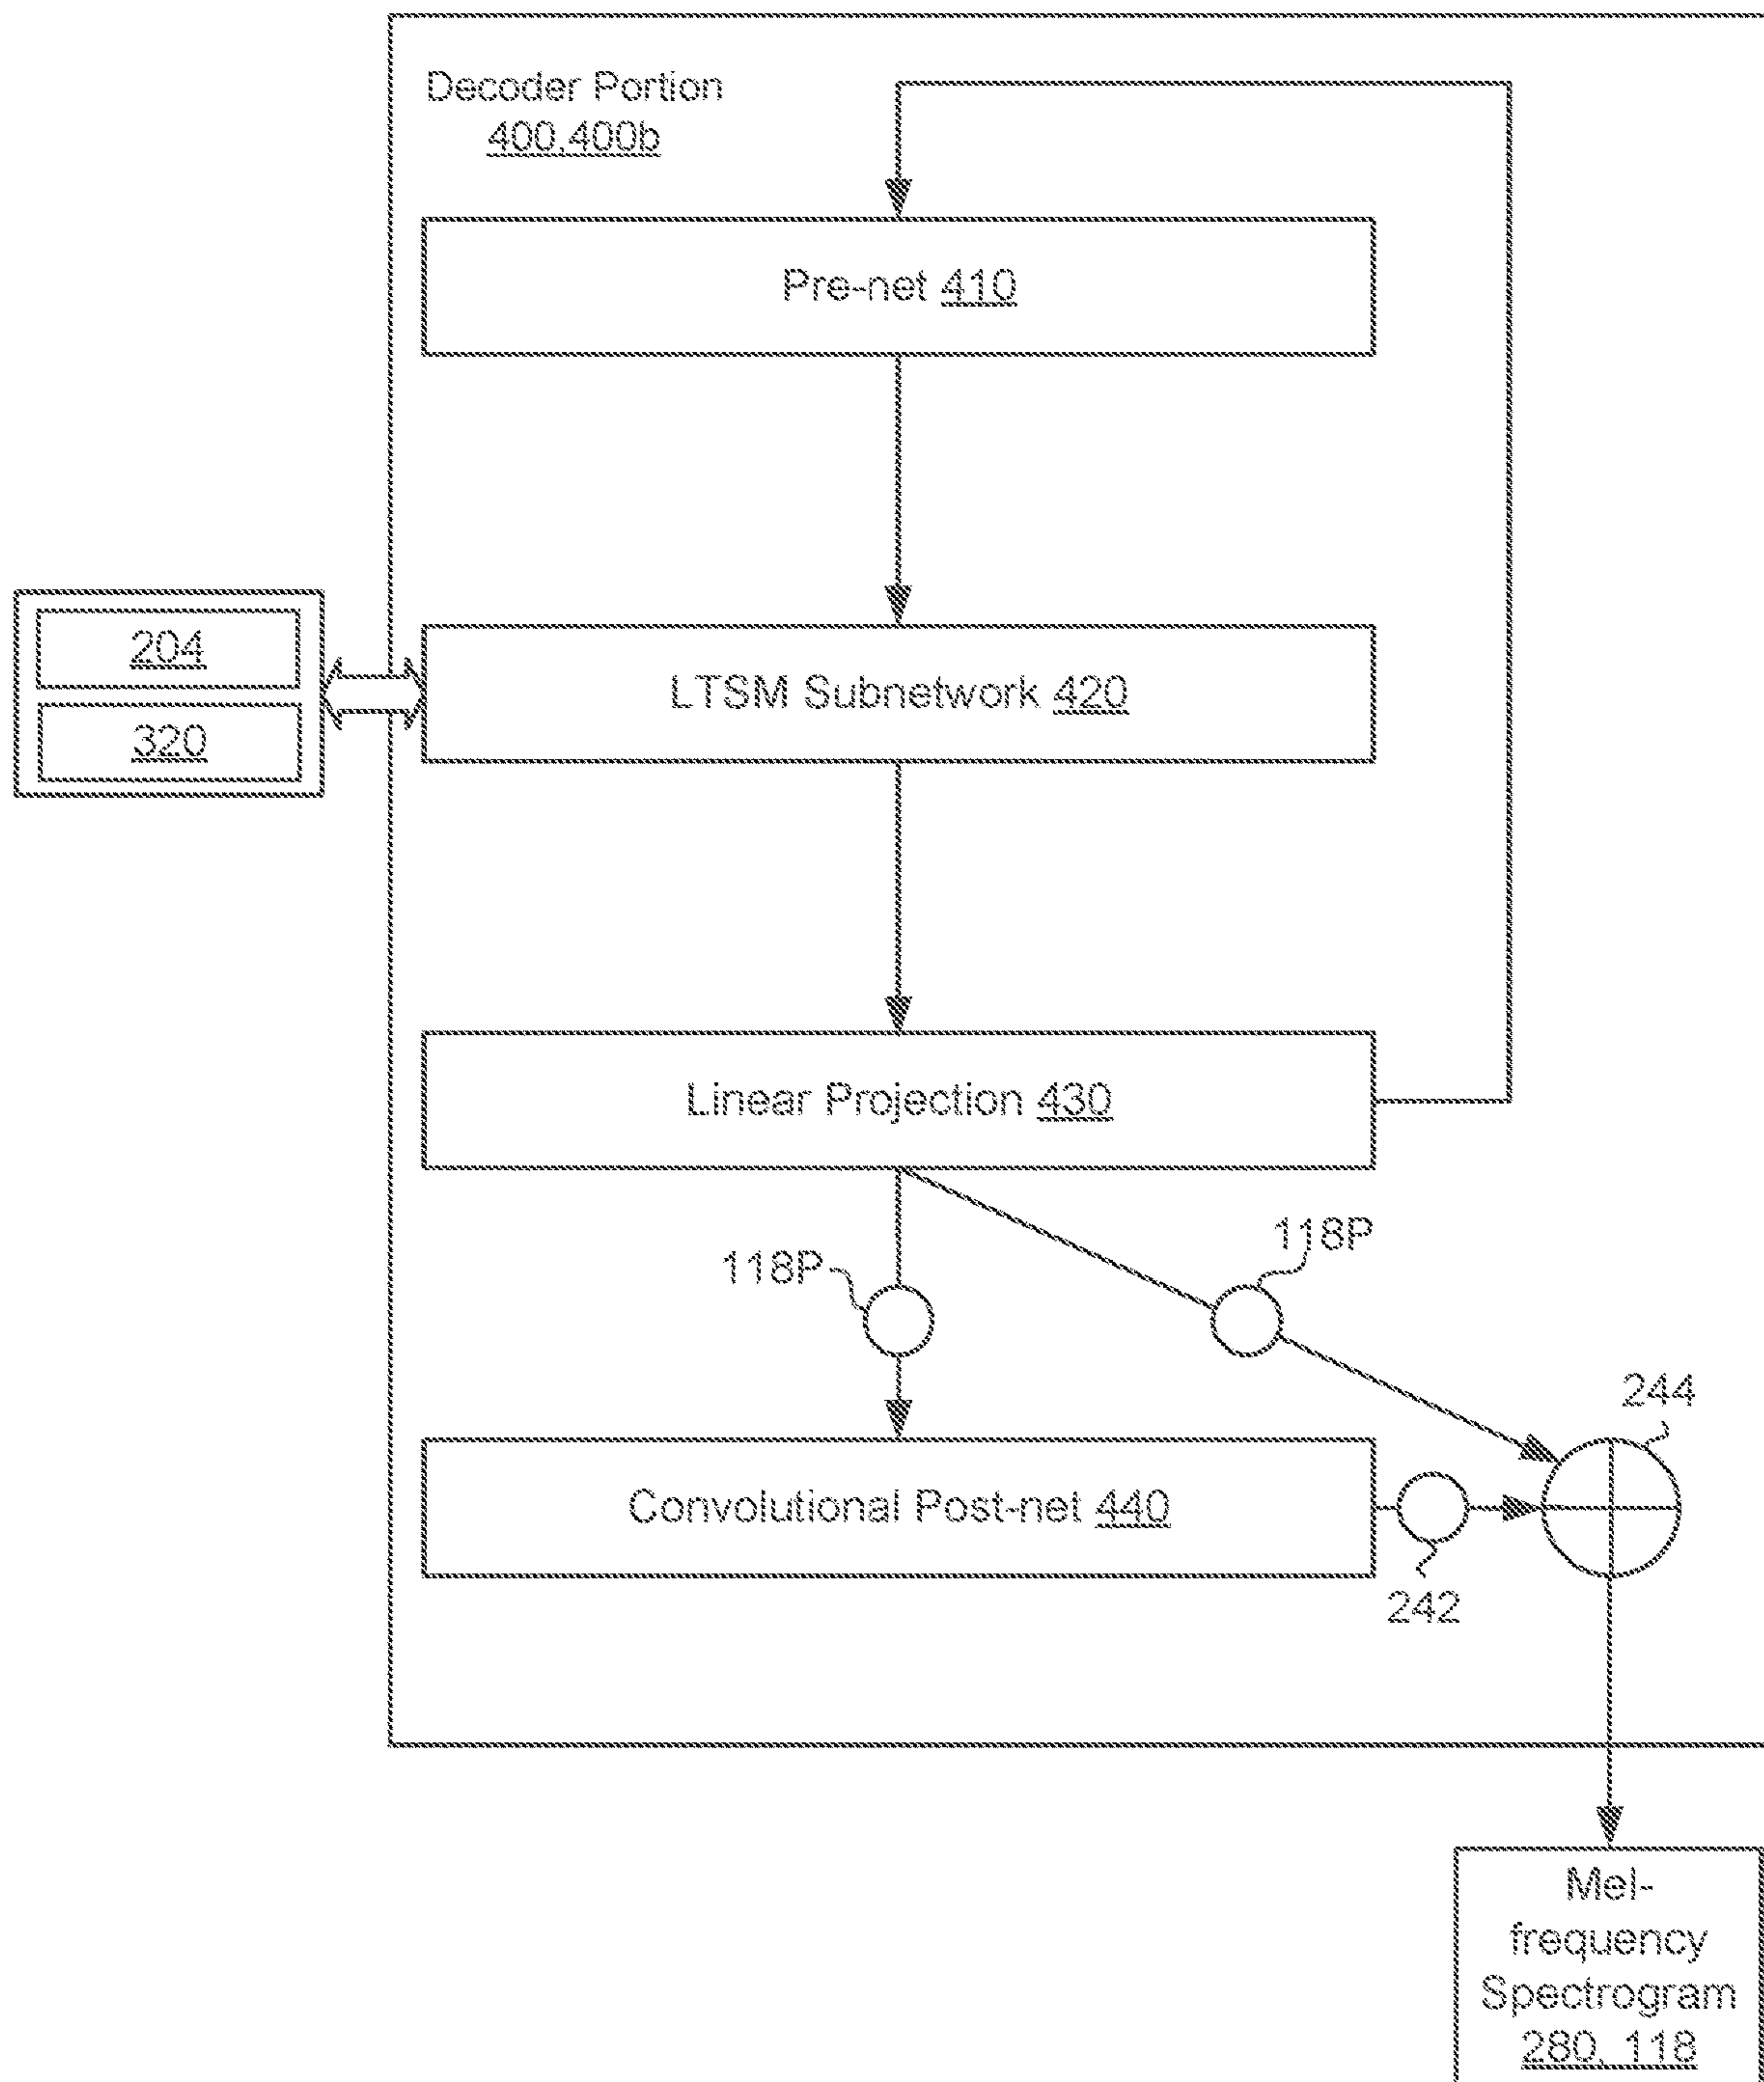 Decoder Portion
400,400b
Pre-net 410
204
320
LTSM Subnetwork 420
Linear Projection 430
118P
118P
244
Convolutional Post-net 440
242
Mel-
frequency
Spectrogram
280, 118